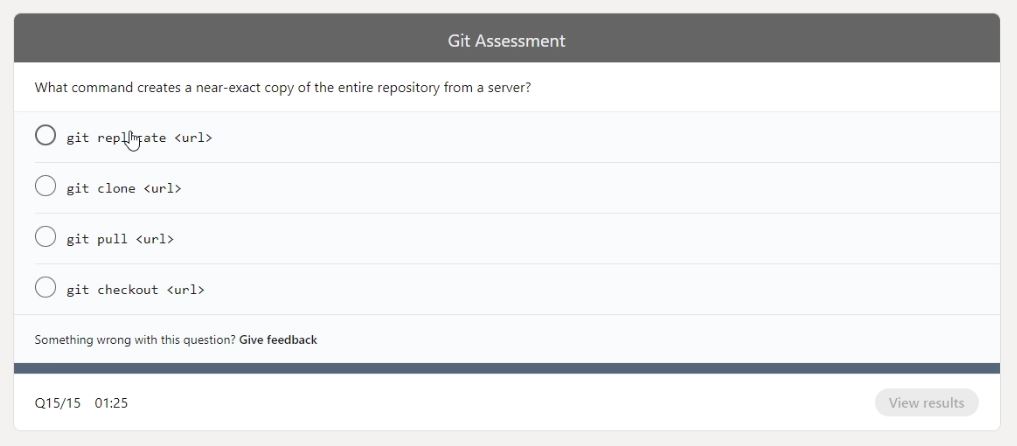 Git Assessment
What command creates a near-exact copy of the entire repository from a server?
git replicate <url>
git clone <url>
git pull <url>
git checkout <url>
Something wrong with this question? Give feedback
Q15/15 01:25
View results